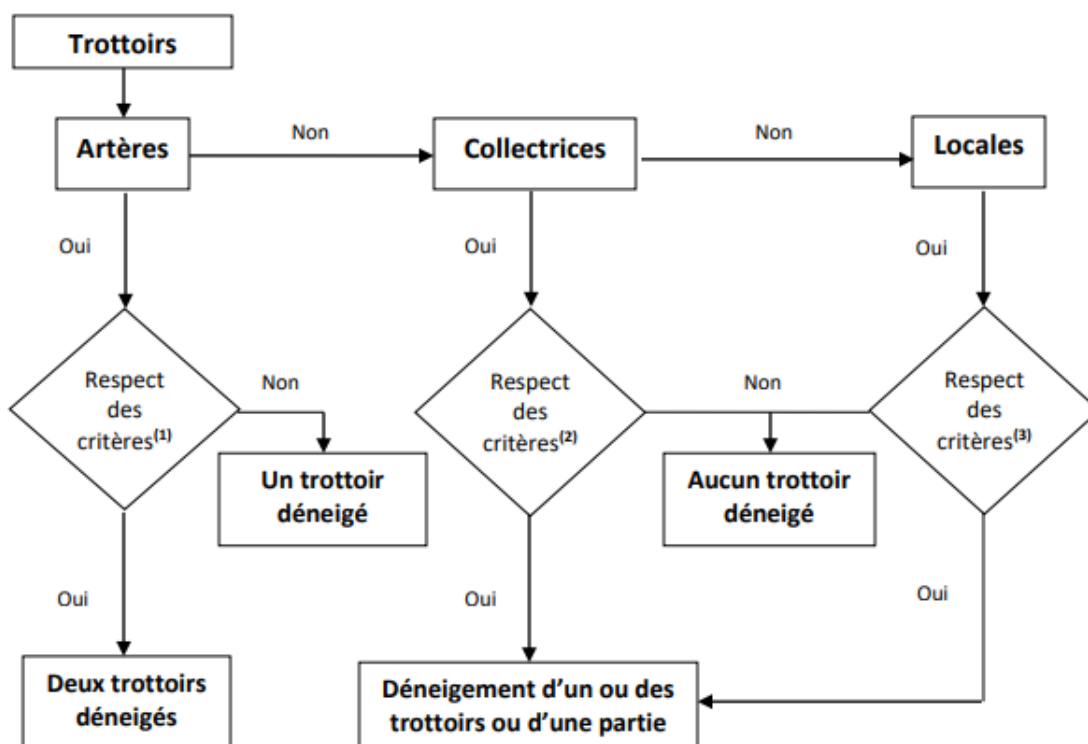 Trottoirs
Artères
Non
Collectrices
Non
Locales
Oui
Oui
Oui
Respect
des
critères(1)
Non
Respect
des
critères(2)
Non
Respect
des
critères(3)
Un trottoir
déneigé
Aucun trottoir
déneigé
Oui
Oui
Oui
Deux trottoirs
déneigés
Déneigement d’un ou des
trottoirs ou d’une partie